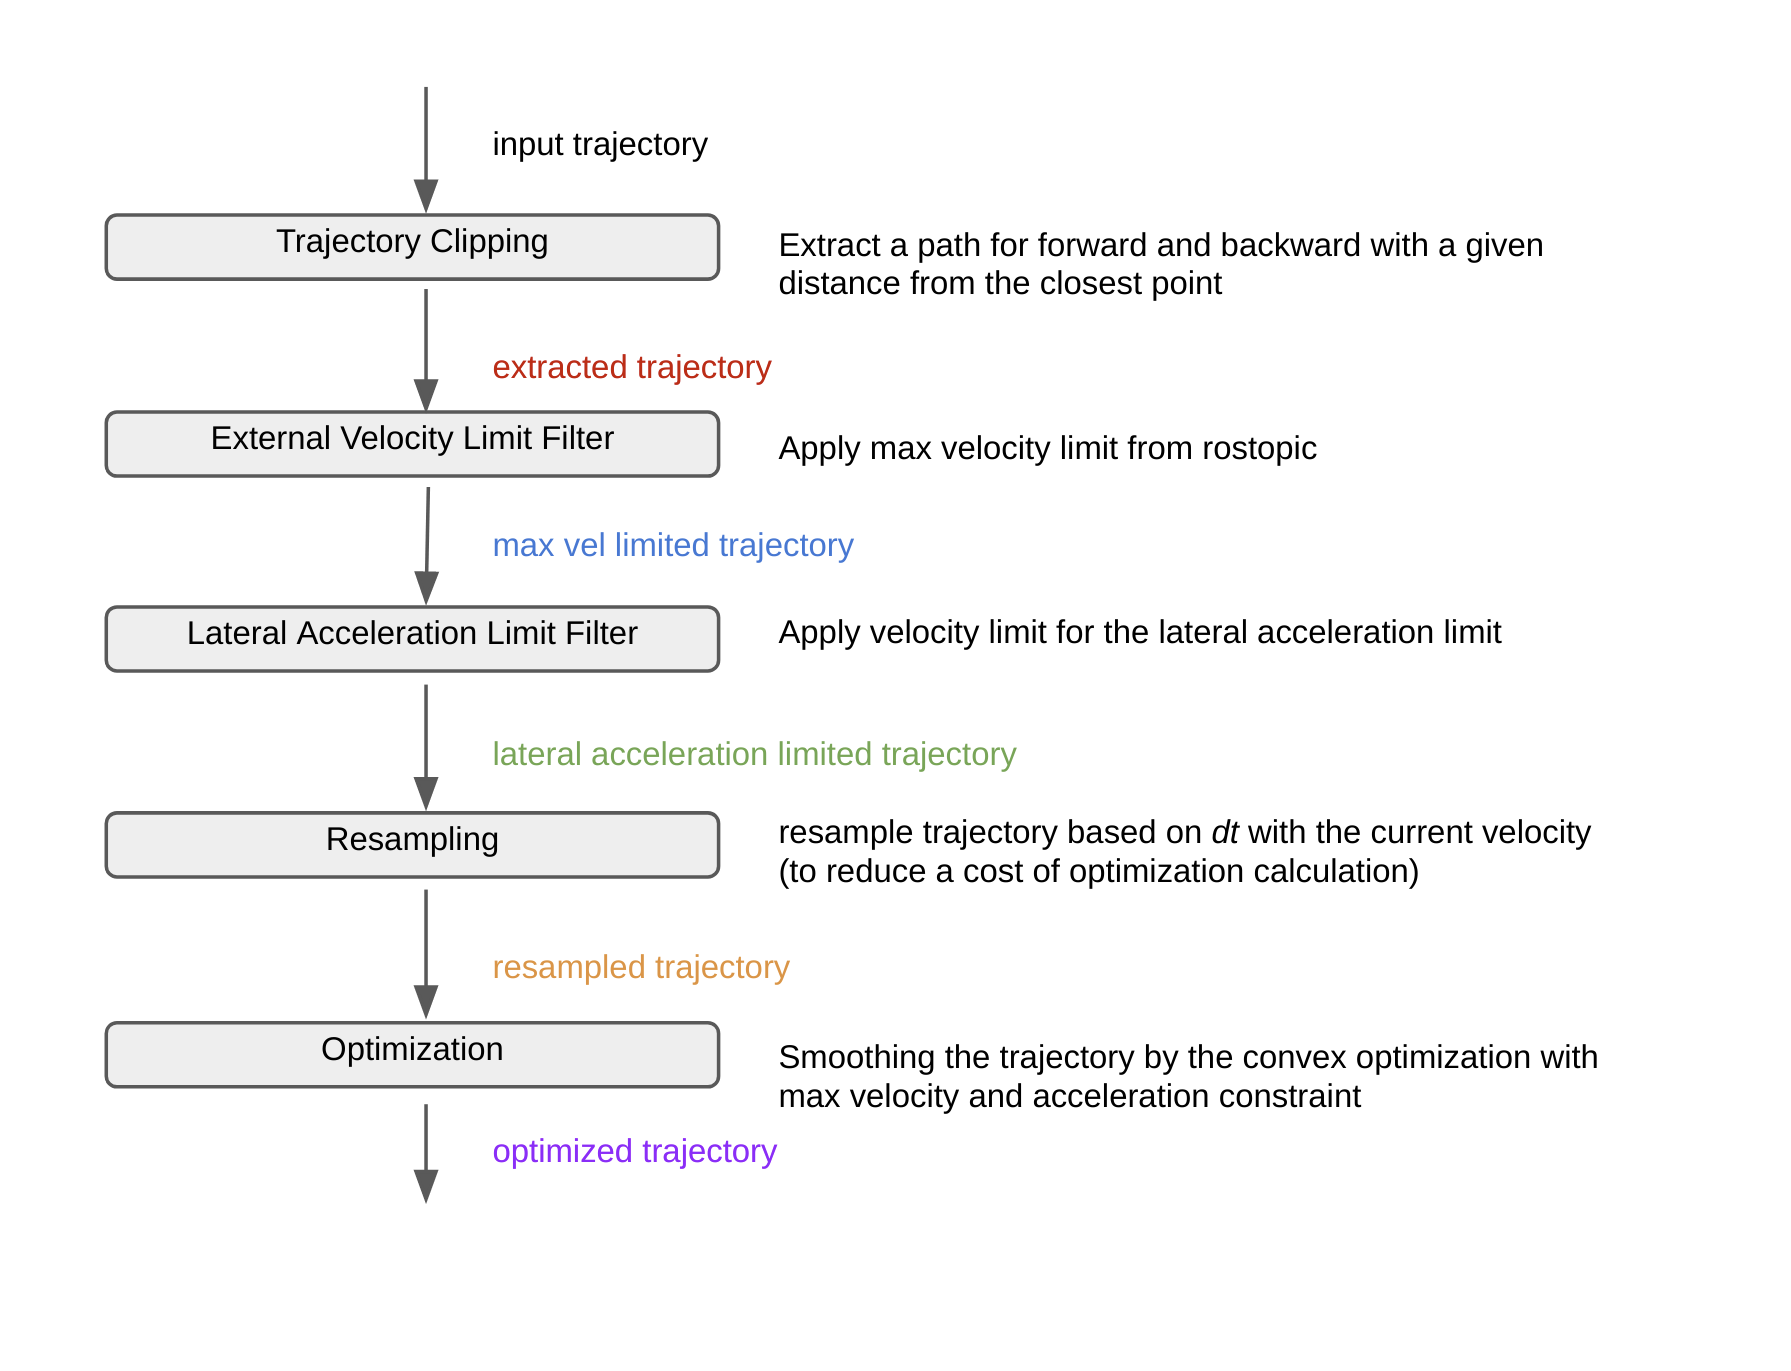 input trajectory
Trajectory Clipping
Extract a path for forward and backward with a given
distance from the closest point
extracted trajectory
External Velocity Limit Filter
Apply max velocity limit from rostopic
max vel limited trajectory
Lateral Acceleration Limit Filter
Apply velocity limit for the lateral acceleration limit
lateral acceleration limited trajectory
Resampling
resample trajectory based on dt with the current velocity
(to reduce a cost of optimization calculation)
resampled trajectory
Optimization
Smoothing the trajectory by the convex optimization with
max velocity and acceleration constraint
optimized trajectory